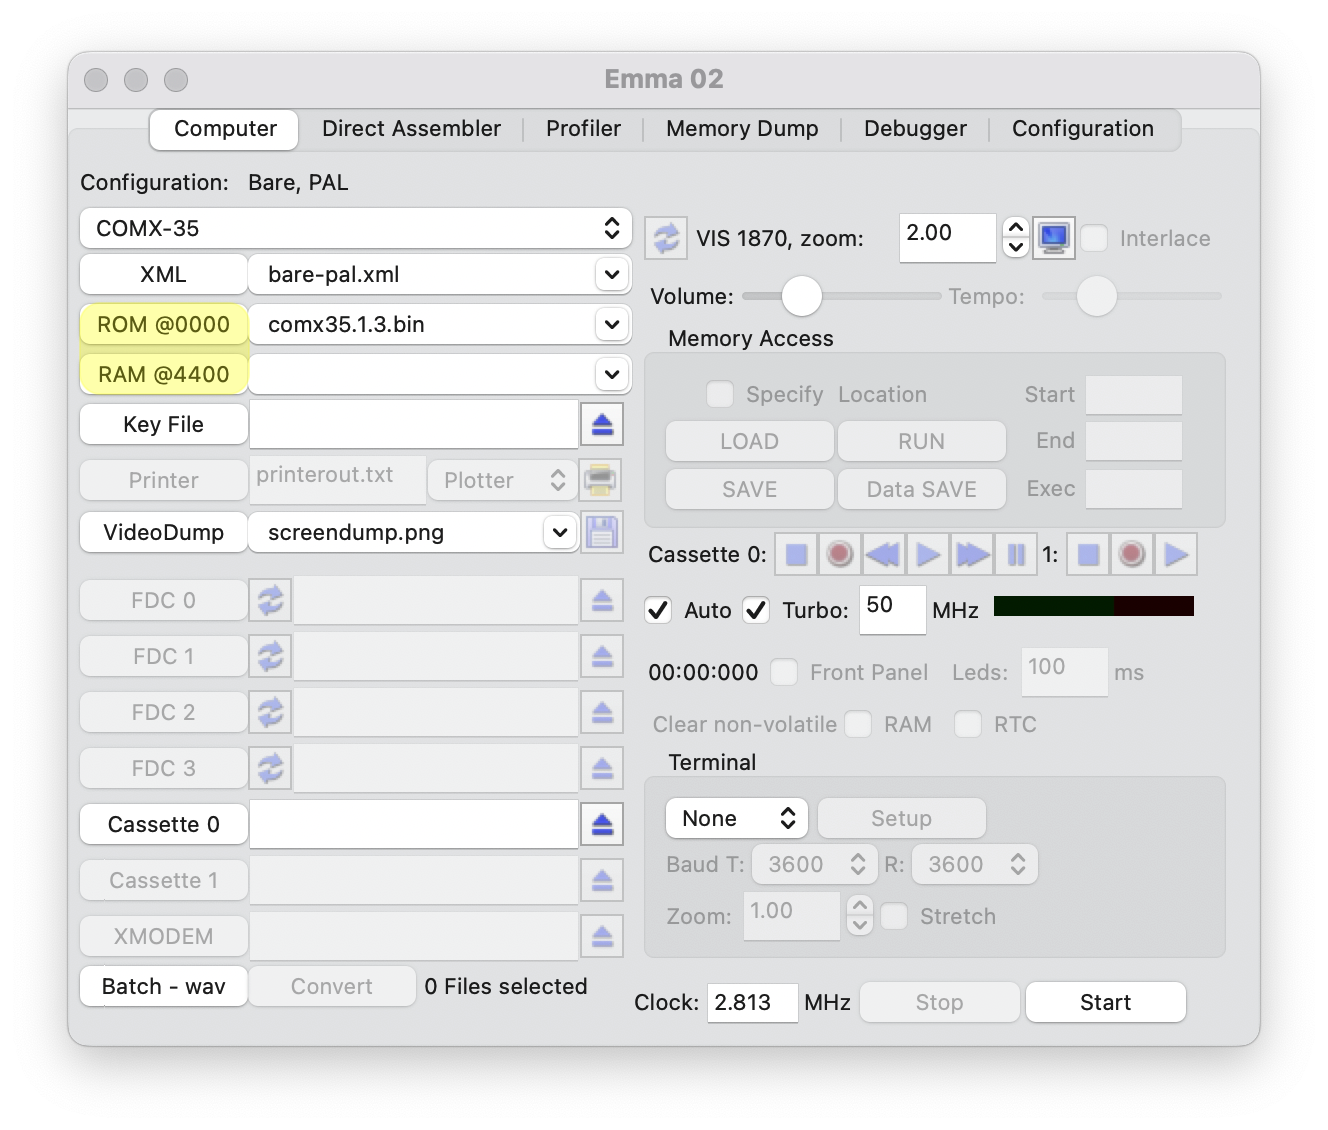 Emma 02
Computer Direct Assembler Profiler Memory Dump Debugger Configuration
Configuration: Bare, PAL
COMX-35
XML bare-pal.xml
ROM @0000 comx35.1.3.bin
RAM @4400
Key File
Printer printerout.txt Plotter
VideoDump screendump.png
FDC 0
FDC 1
FDC 2
FDC 3
Cassette 0
Cassette 1
XMODEM
Batch - wav Convert 0 Files selected
VIS 1870, zoom: 2.00 Interlace
Volume: Tempo:
Memory Access
Specify Location Start
LOAD RUN End
SAVE Data SAVE Exec
Cassette 0: 1:
Auto Turbo: 50 MHz
00:00:000 Front Panel Leds: 100 ms
Clear non-volatile RAM RTC
Terminal
None Setup
Baud T: 3600 R: 3600
Zoom: 1.00 Stretch
Clock: 2.813 MHz Stop Start